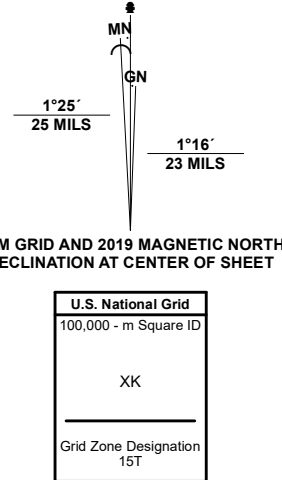 MN
GN
1°25´
25 MILS
1°16´
23 MILS
M GRID AND 2019 MAGNETIC NORTH
ECLINATION AT CENTER OF SHEET
U.S. National Grid
100,000 - m Square ID
XK
Grid Zone Designation
15T